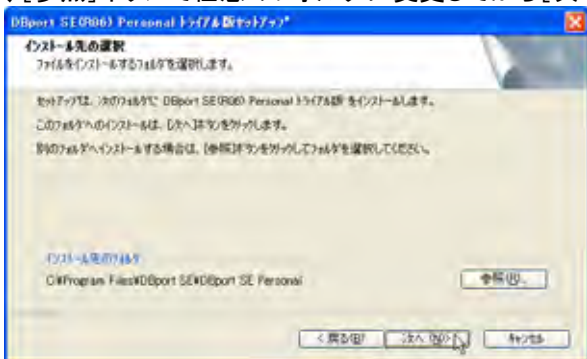 [参照]ボタンで任意のフォルダに変更してから[次
DBport SE(R06) Personal トライアル版セットアップ
インストール先の選択
ファイルをインストールするフォルダを選択します。
セットアップは、次のフォルダに DBport SE(R06) Personal トライアル版 をインストールします。
このフォルダへのインストールは、[次へ]ボタンをクリックします。
別のフォルダへインストールする場合は、[参照]ボタンをクリックしてフォルダを選択してください。
インストール先のフォルダ
C:¥Program Files¥DBport SE¥DBport SE Personal
参照(R)...
< 戻る(B) 次へ(N)> キャンセル